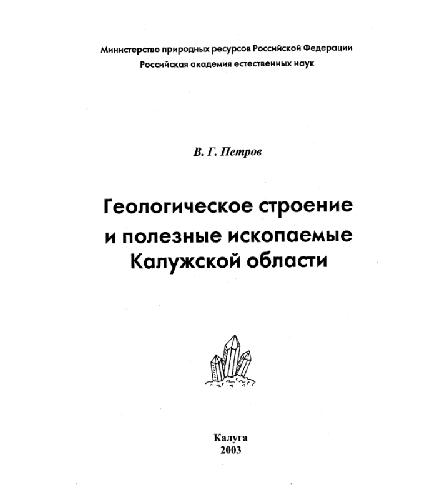 Министерство природных ресурсов Российской Федерации
Российская академия естественных наук
В. Г. Петров
Геологическое строение
и полезные ископаемые
Калужской области
Калуга
2003